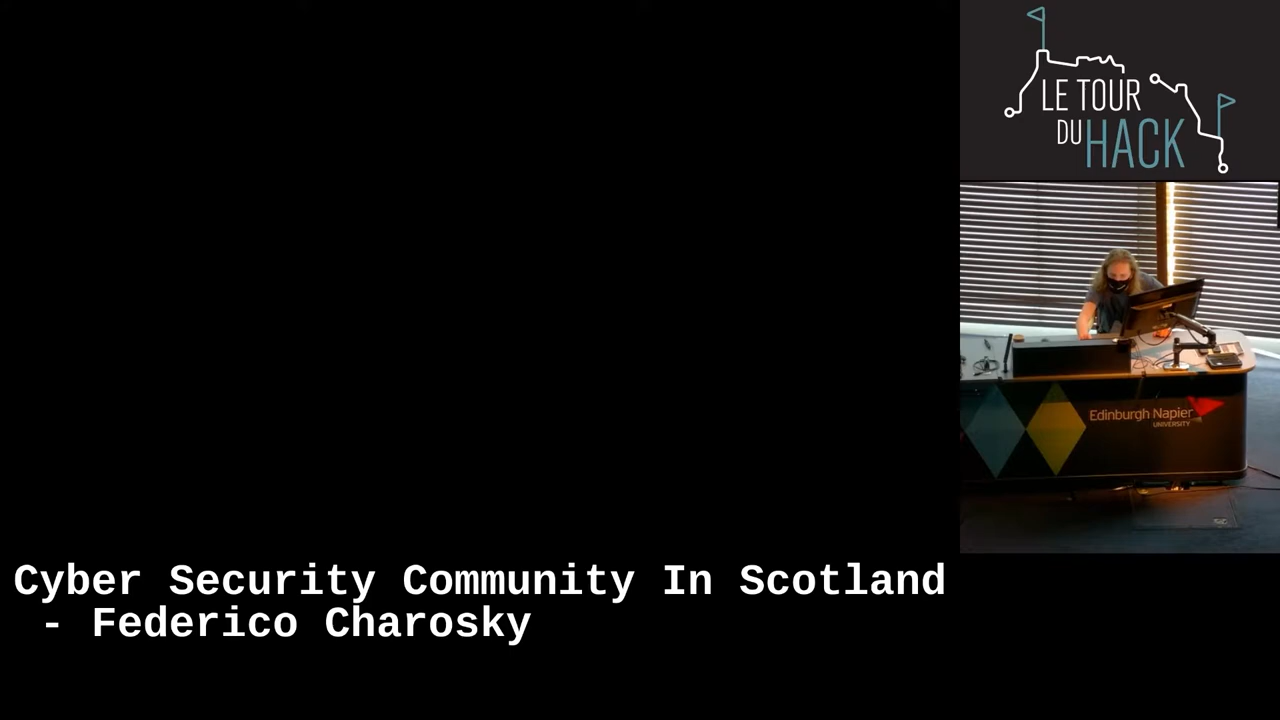 LE TOUR
DU HACK
Edinburgh Napier
UNIVERSITY
Cyber Security Community In Scotland
- Federico Charosky